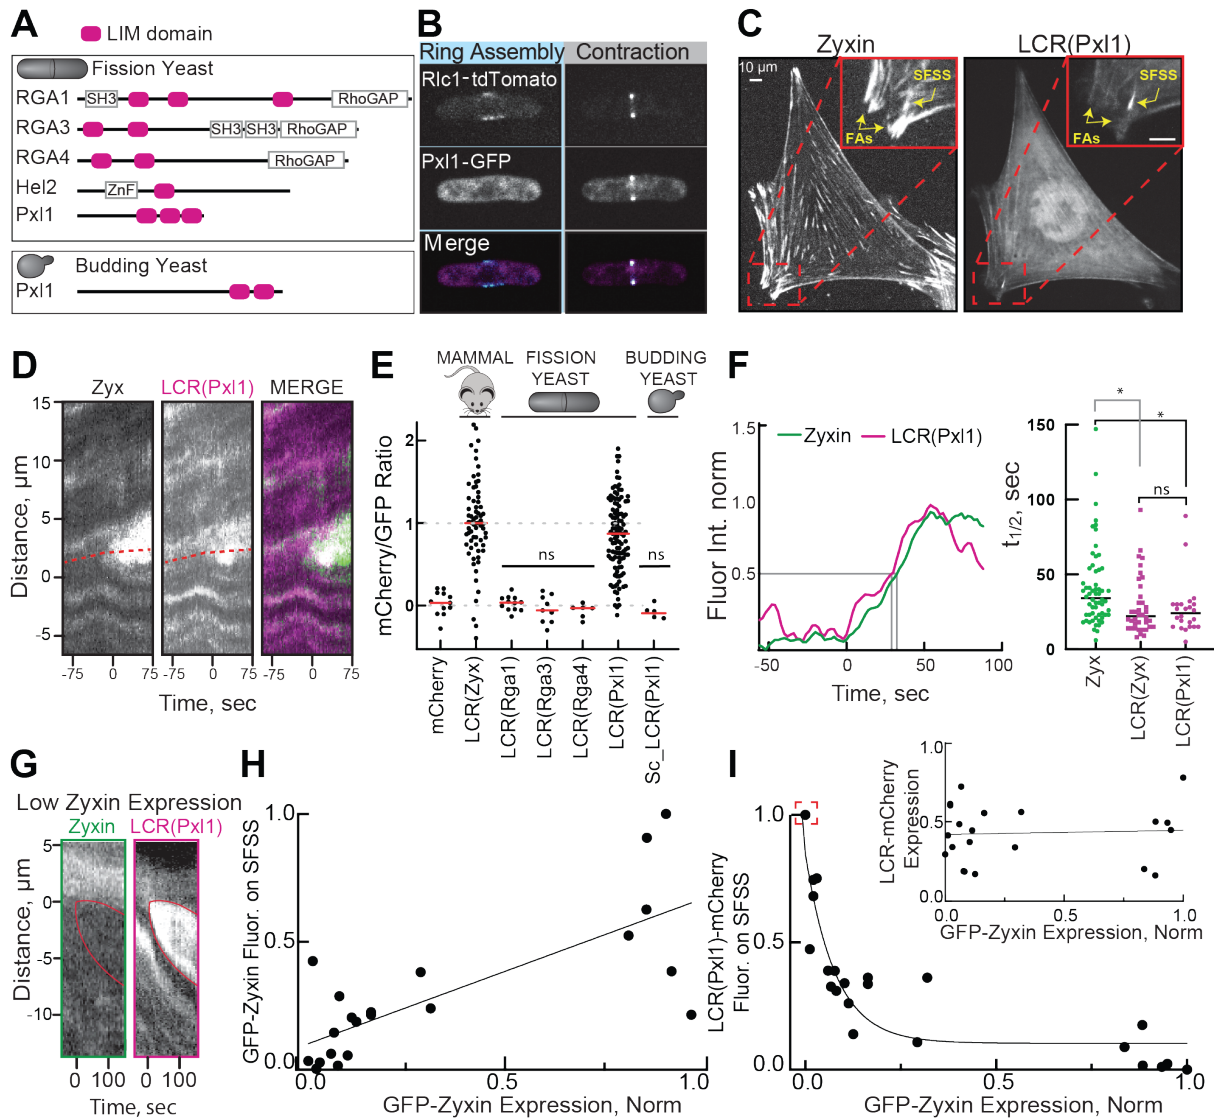 A
LIM domain
Fission Yeast
RGA1
SH3
RhoGAP
RGA3
SH3
SH3
RhoGAP
RGA4
RhoGAP
Hel2
ZnF
Pxl1
Budding Yeast
Pxl1
B
Ring Assembly
Contraction
Rlc1-tdTomato
Pxl1-GFP
Merge
C
Zyxin
LCR(Pxl1)
10 µm
SFSS
FAs
SFSS
FAs
D
Zyx
LCR(Pxl1)
MERGE
15
10
5
0
-5
Distance, µm
-75 0 75
-75 0 75
-75 0 75
Time, sec
E
MAMMAL
FISSION
YEAST
BUDDING
YEAST
mCherry/GFP Ratio
2
1
0
ns
ns
mCherry
LCR(Zyx)
LCR(Rga1)
LCR(Rga3)
LCR(Rga4)
LCR(Pxl1)
Sc_LCR(Pxl1)
F
Zyxin
LCR(Pxl1)
Fluor Int. norm
1.5
1.0
0.5
-50 0 50 100
Time, sec
t1/2, sec
150
100
50
0
*
*
ns
Zyx
LCR(Zyx)
LCR(Pxl1)
G
Low Zyxin Expression
Zyxin
LCR(Pxl1)
Distance, µm
5
0
-5
-10
0 100
0 100
Time, sec
H
GFP-Zyxin Fluor. on SFSS
1.0
0.5
0.0
0.0 0.5 1.0
GFP-Zyxin Expression, Norm
I
LCR(Pxl1)-mCherry
Fluor. on SFSS
1.0
0.5
0.0
0.0 0.5 1.0
GFP-Zyxin Expression, Norm
LCR-mCherry
Expression
1.0
0.5
0.0
0.0 0.5 1.0
GFP-Zyxin Expression, Norm